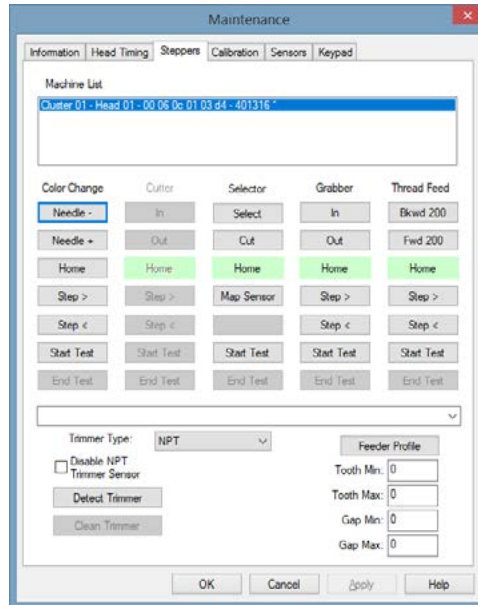 Maintenance
Information Head Timing Steppers Calibration Sensors Keypad
Machine List
Cluster 01 - Head 01 - 00 06 0c 01 03 d4 - 401316 *
Color Change Cutter Selector Grabber Thread Feed
Needle - In Select In Bkwd 200
Needle + Out Cut Out Fwd 200
Home Home Home Home Home
Step > Step > Map Sensor Step > Step >
Step < Step < Step < Step <
Start Test Start Test Start Test Start Test Start Test
End Test End Test End Test End Test End Test
Trimmer Type: NPT Feeder Profile
Disable NPT
Trimmer Sensor
Tooth Min: 0
Detect Trimmer Tooth Max: 0
Clean Trimmer Gap Min: 0
Gap Max: 0
OK Cancel Apply Help